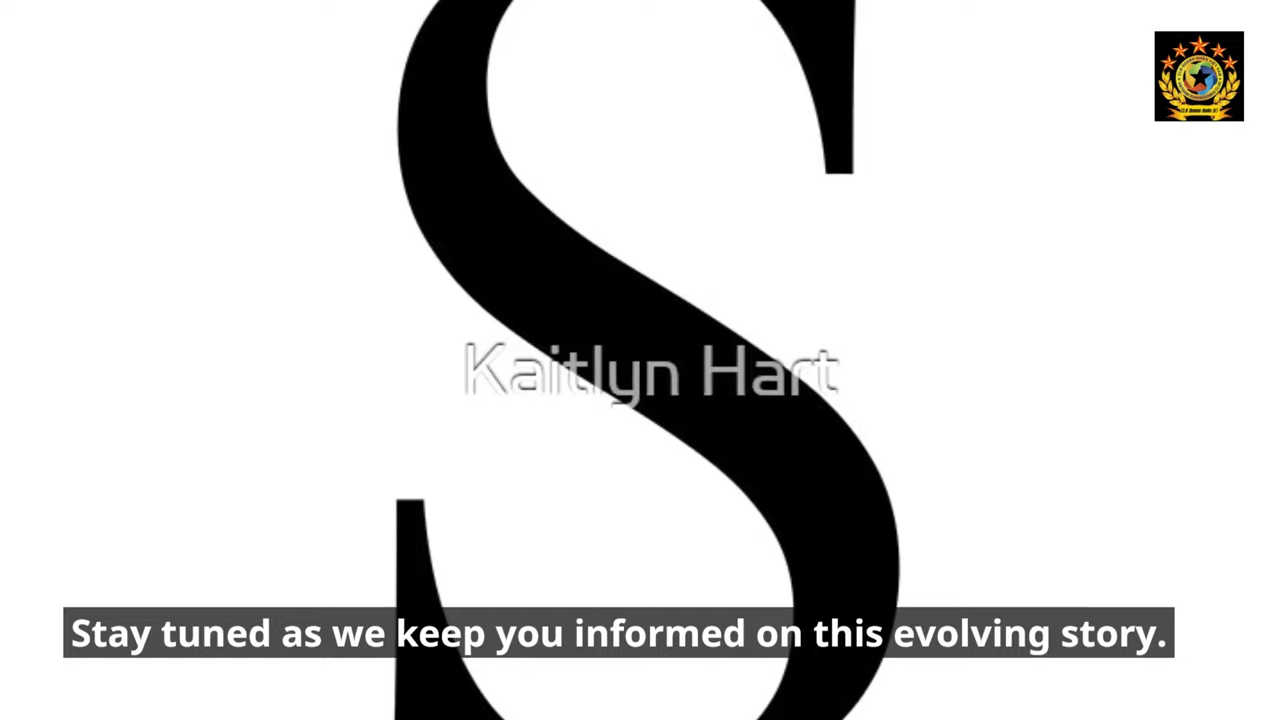 S
Kaitlyn Hart
Stay tuned as we keep you informed on this evolving story.